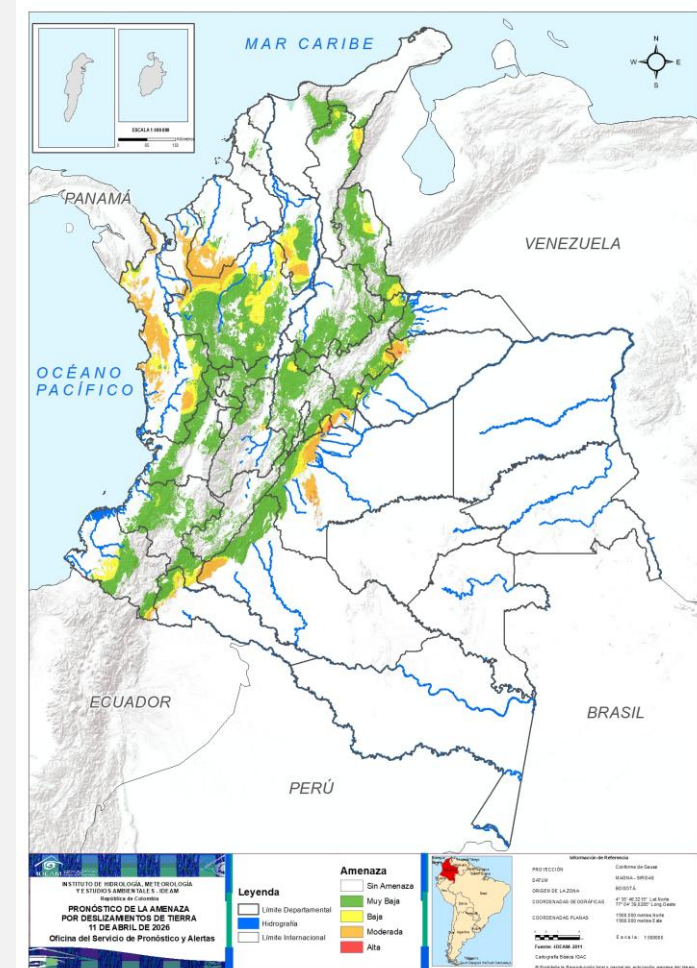 MAR CARIBE
N
W
E
S
PANAMÁ
VENEZUELA
OCÉANO
PACÍFICO
ECUADOR
BRASIL
PERÚ
IDEAM
INSTITUTO DE HIDROLOGÍA, METEOROLOGÍA
Y ESTUDIOS AMBIENTALES - IDEAM
República de Colombia
PRONÓSTICO DE LA AMENAZA
POR DESLIZAMIENTOS DE TIERRA
11 DE ABRIL DE 2026
Oficina del Servicio de Pronóstico y Alertas
Leyenda
Límite Departamental
Hidrografía
Límite Internacional
Amenaza
Sin Amenaza
Muy Baja
Baja
Moderada
Alta
Información de Referencia
PROYECCIÓN Conforme de Gauss
DATUM MAGNA - SIRGAS
ORIGEN DE LA ZONA BOGOTÁ
COORDENADAS GEOGRÁFICAS
COORDENADAS PLANAS
Fuente: IDEAM 2011
Cartografía Básica IGAC